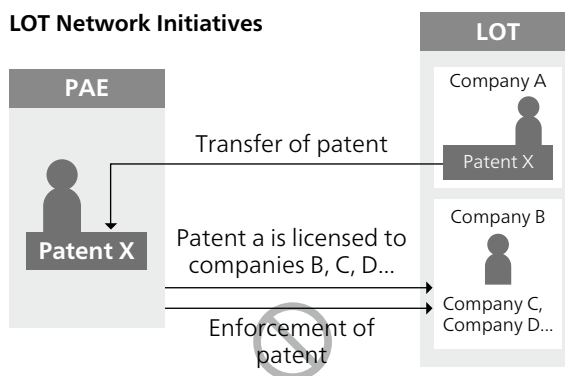 LOT Network Initiatives
LOT
PAE
Company A
Transfer of patent
Patent X
Company B
Patent X
Patent a is licensed to
companies B, C, D...
Company C,
Company D...
Enforcement of
patent